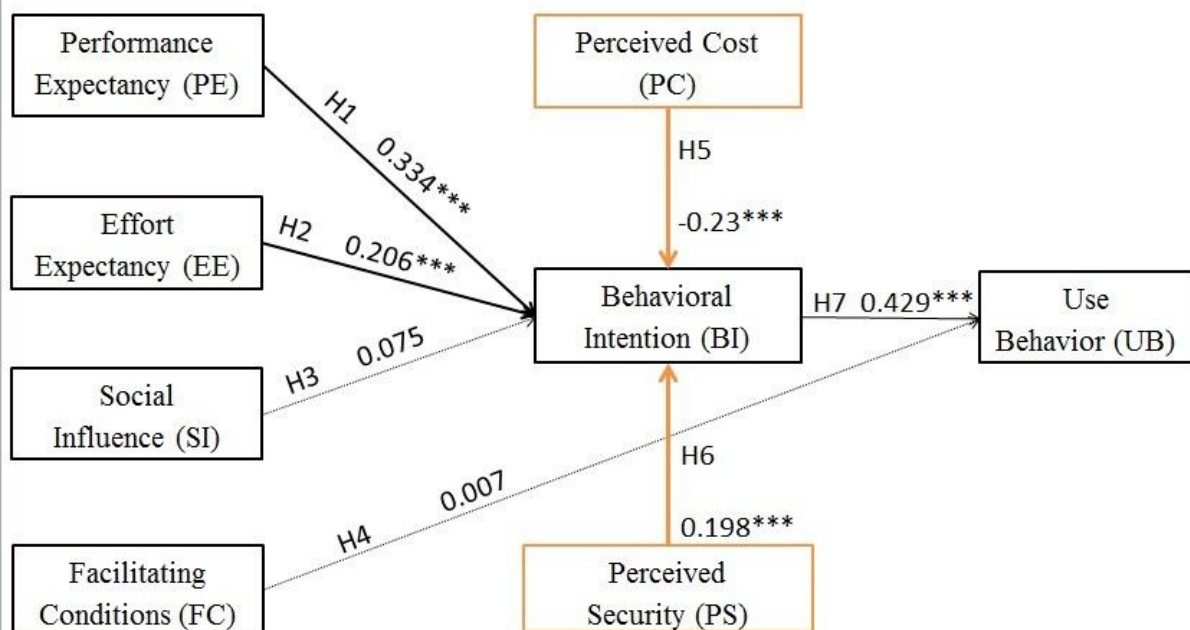 Performance
Expectancy (PE)
Perceived Cost
(PC)
H1 0.334***
H5
-0.23***
Effort
Expectancy (EE)
H2 0.206***
Behavioral
Intention (BI)
H7 0.429***
Use
Behavior (UB)
Social
Influence (SI)
H3 0.075
H6
0.198***
Facilitating
Conditions (FC)
H4 0.007
Perceived
Security (PS)